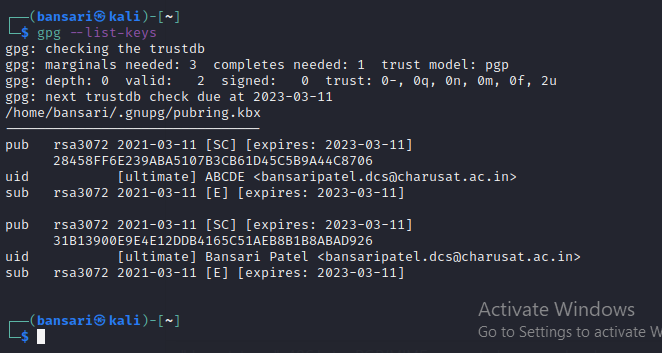 ┌──(bansari㉿kali)-[~]
└─$ gpg --list-keys
gpg: checking the trustdb
gpg: marginals needed: 3  completes needed: 1  trust model: pgp
gpg: depth: 0  valid:   2  signed:   0  trust: 0-, 0q, 0n, 0m, 0f, 2u
gpg: next trustdb check due at 2023-03-11
/home/bansari/.gnupg/pubring.kbx
--------------------------------
pub   rsa3072 2021-03-11 [SC] [expires: 2023-03-11]
      28458FF6E239ABA5107B3CB61D45C5B9A44C8706
uid           [ultimate] ABCDE <bansaripatel.dcs@charusat.ac.in>
sub   rsa3072 2021-03-11 [E] [expires: 2023-03-11]

pub   rsa3072 2021-03-11 [SC] [expires: 2023-03-11]
      31B13900E9E4E12DDB4165C51AEB8B1B8ABAD926
uid           [ultimate] Bansari Patel <bansaripatel.dcs@charusat.ac.in>
sub   rsa3072 2021-03-11 [E] [expires: 2023-03-11]

┌──(bansari㉿kali)-[~]
└─$
Activate Windows
Go to Settings to activate W